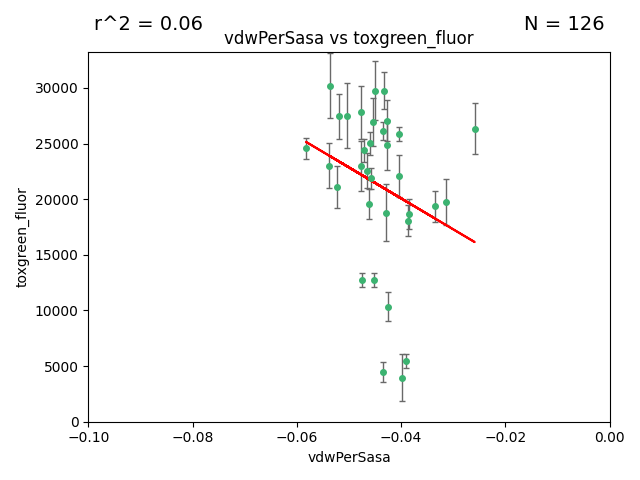 r^2 = 0.06
N = 126
vdwPerSasa vs toxgreen_fluor
30000
25000
20000
15000
10000
5000
0
toxgreen_fluor
−0.10
−0.08
−0.06
−0.04
−0.02
0.00
vdwPerSasa